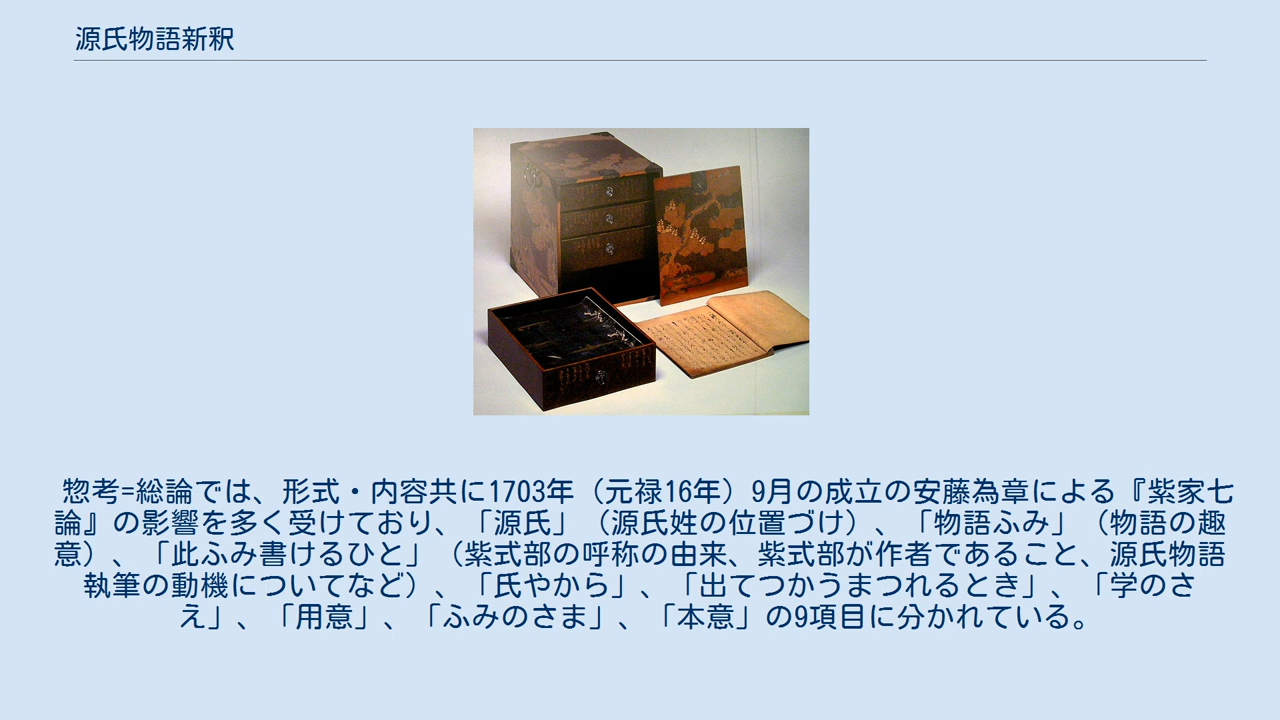 源氏物語新釈
惣考=総論では、形式・内容共に1703年（元禄16年）9月の成立の安藤為章による『紫家七
論』の影響を多く受けており、「源氏」（源氏姓の位置づけ）、「物語ふみ」（物語の趣
意）、「此ふみ書けるひと」（紫式部の呼称の由来、紫式部が作者であること、源氏物語
執筆の動機についてなど）、「氏やから」、「出てつかうまつれるとき」、「学のさ
え」、「用意」、「ふみのさま」、「本意」の9項目に分かれている。